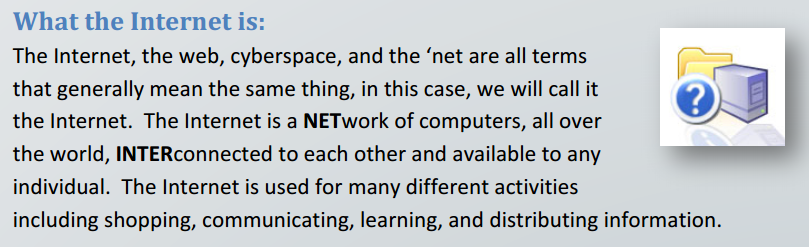 What the Internet is:
The Internet, the web, cyberspace, and the ‘net are all terms
that generally mean the same thing, in this case, we will call it
the Internet.  The Internet is a NETwork of computers, all over
the world, INTERconnected to each other and available to any
individual.  The Internet is used for many different activities
including shopping, communicating, learning, and distributing information.